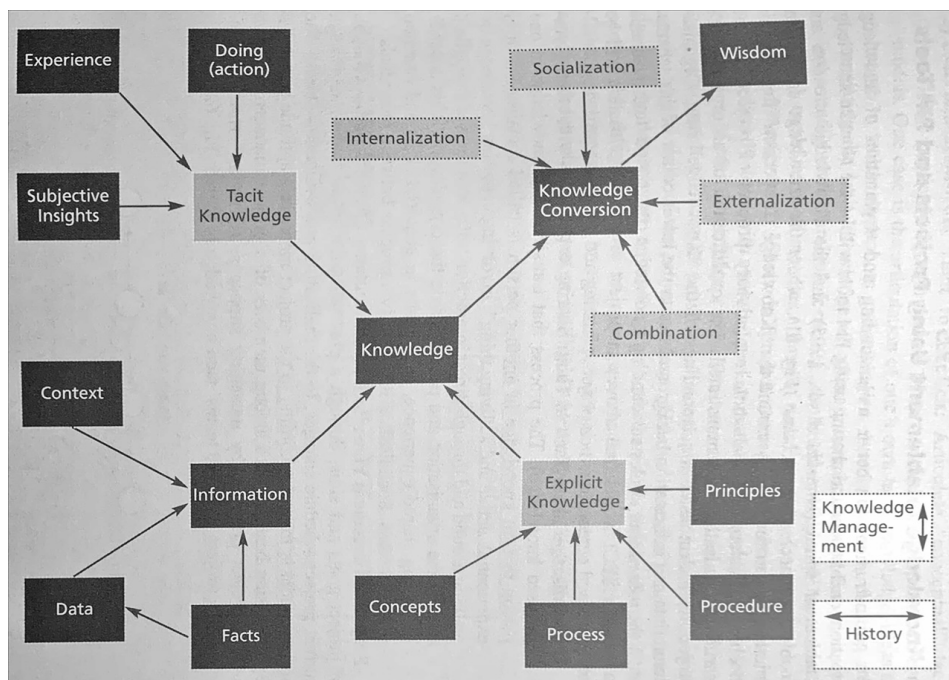 Experience
Doing
(action)
Socialization
Wisdom
Internalization
Subjective
Insights
Tacit
Knowledge
Knowledge
Conversion
Externalization
Combination
Knowledge
Context
Information
Explicit
Knowledge
Principles
Knowledge
Manage-
ment
Data
Facts
Concepts
Process
Procedure
History